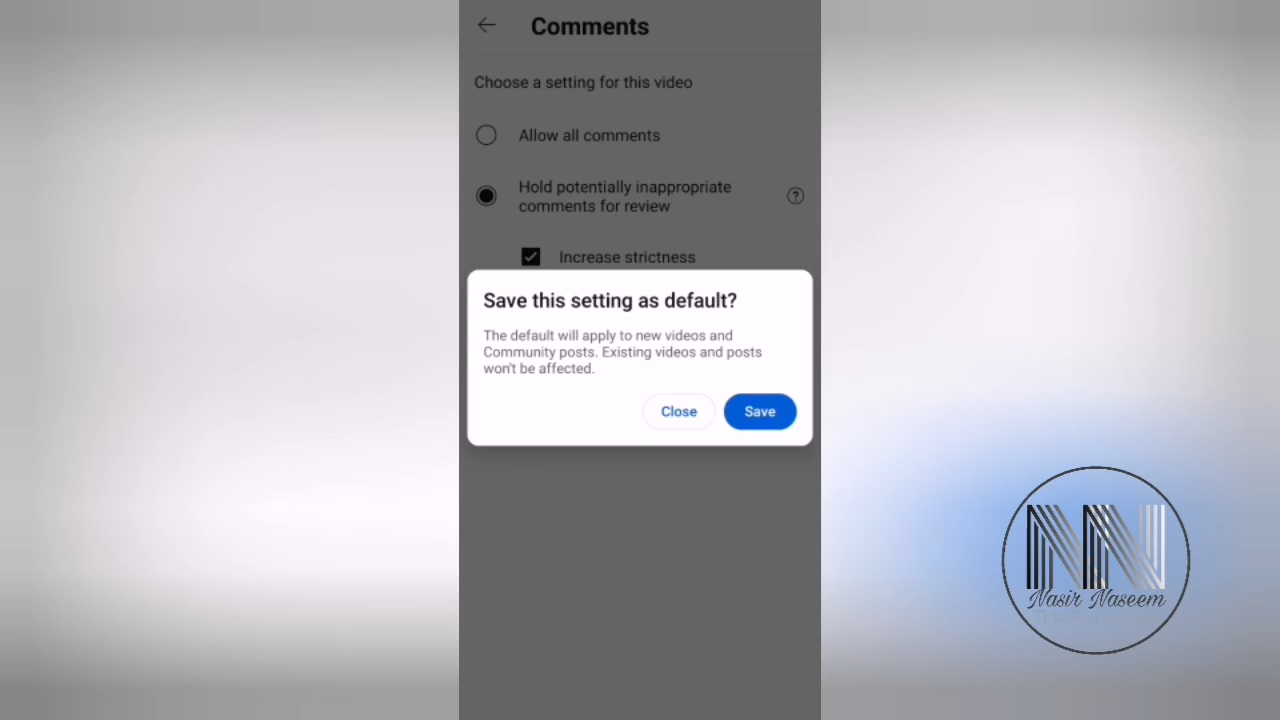 Comments
Choose a setting for this video
Allow all comments
Hold potentially inappropriate
comments for review
Increase strictness
Save this setting as default?
The default will apply to new videos and
Community posts. Existing videos and posts
won't be affected.
Close
Save
NN
Nasir Naseem